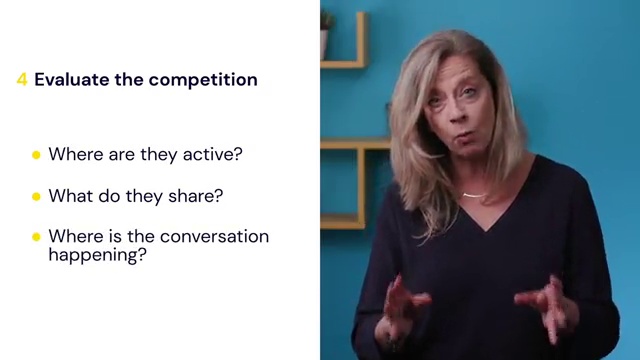 4 Evaluate the competition
Where are they active?
What do they share?
Where is the conversation
happening?